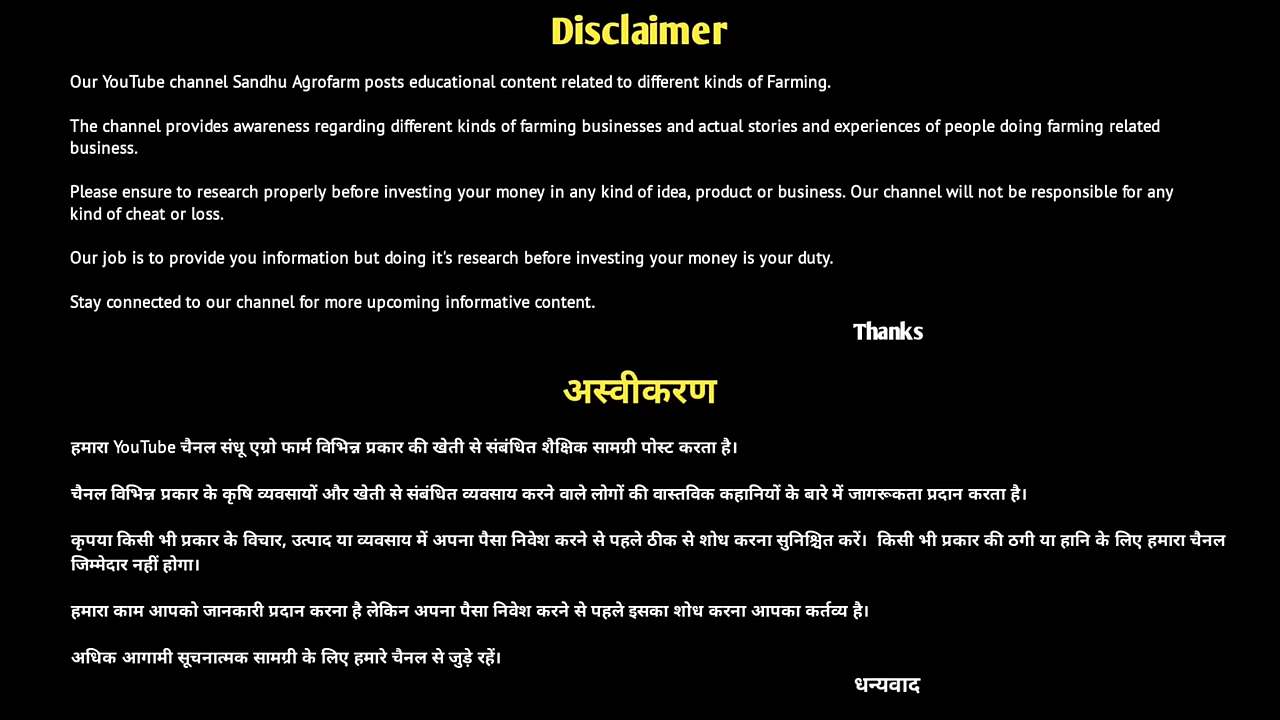 Disclaimer
Our YouTube channel Sandhu Agrofarm posts educational content related to different kinds of Farming.
The channel provides awareness regarding different kinds of farming businesses and actual stories and experiences of people doing farming related
business.
Please ensure to research properly before investing your money in any kind of idea, product or business. Our channel will not be responsible for any
kind of cheat or loss.
Our job is to provide you information but doing it's research before investing your money is your duty.
Stay connected to our channel for more upcoming informative content.
Thanks
अस्वीकरण
हमारा YouTube चैनल संधू एग्रो फार्म विभिन्न प्रकार की खेती से संबंधित शैक्षिक सामग्री पोस्ट करता है।
चैनल विभिन्न प्रकार के कृषि व्यवसायों और खेती से संबंधित व्यवसाय करने वाले लोगों की वास्तविक कहानियों के बारे में जागरूकता प्रदान करता है।
कृपया किसी भी प्रकार के विचार, उत्पाद या व्यवसाय में अपना पैसा निवेश करने से पहले ठीक से शोध करना सुनिश्चित करें। किसी भी प्रकार की ठगी या हानि के लिए हमारा चैनल
जिम्मेदार नहीं होगा।
हमारा काम आपको जानकारी प्रदान करना है लेकिन अपना पैसा निवेश करने से पहले इसका शोध करना आपका कर्तव्य है।
अधिक आगामी सूचनात्मक सामग्री के लिए हमारे चैनल से जुड़े रहें।
धन्यवाद